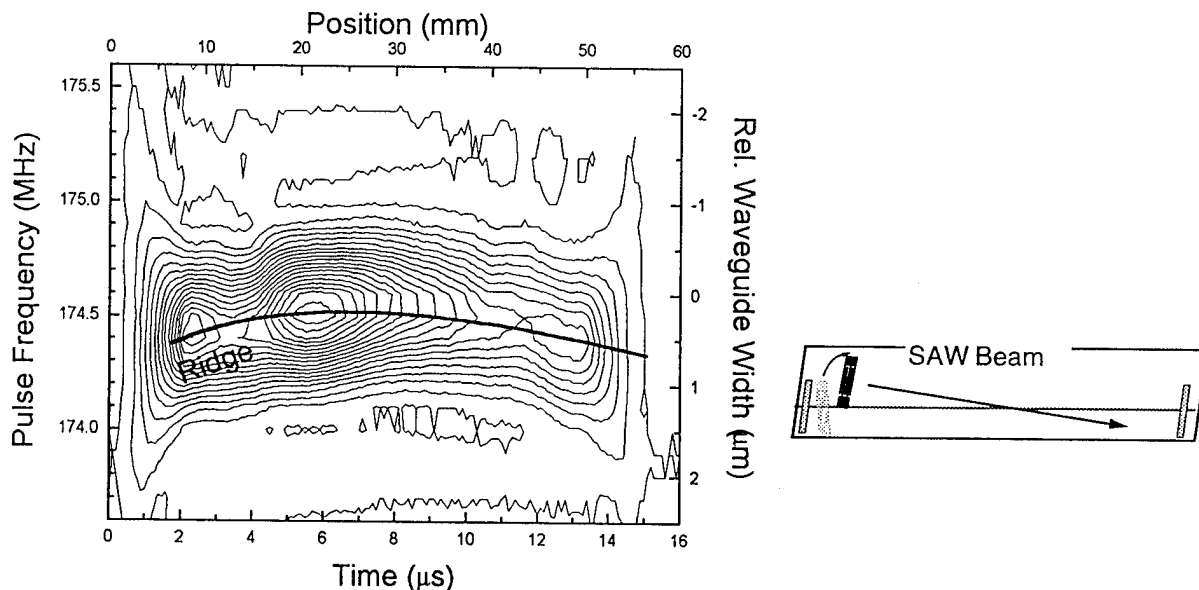 Position (mm)
0 10 20 30 40 50 60
Pulse Frequency (MHz)
175.5
175.0
174.5
174.0
Ridge
-2
-1
0
1
2
Rel. Waveguide Width (μm)
0 2 4 6 8 10 12 14 16
Time (μs)
SAW Beam